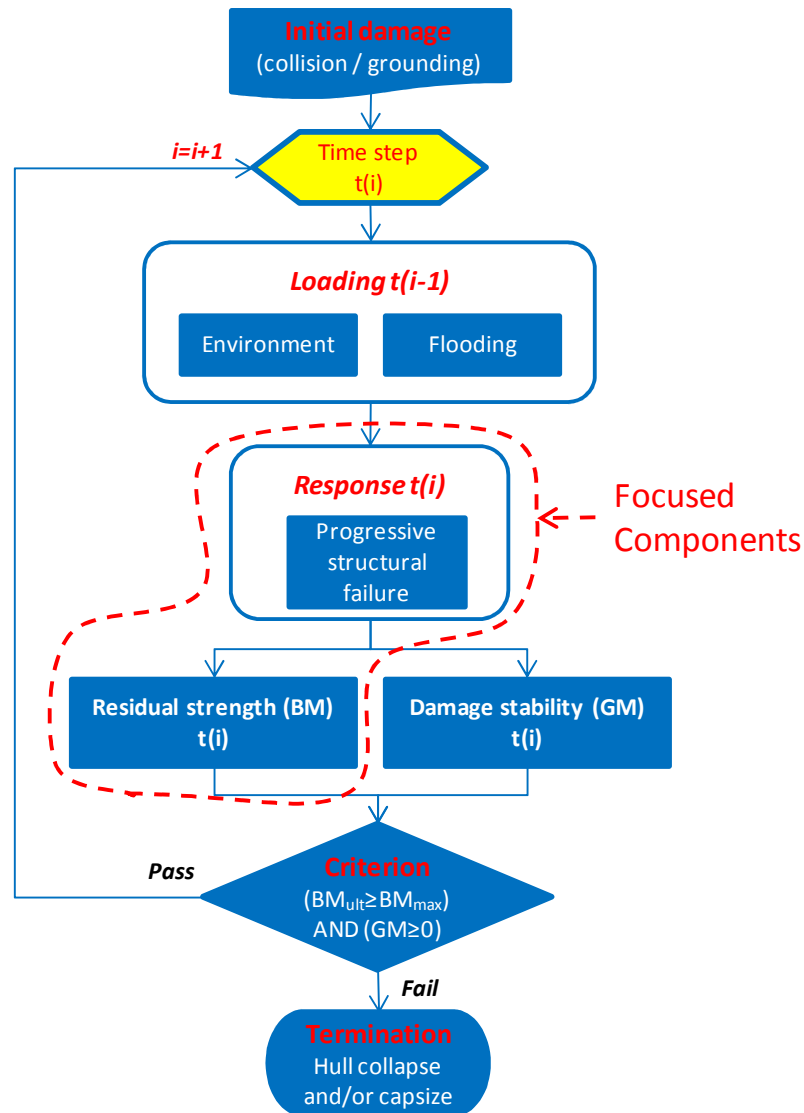 Initial damage
(collision / grounding)
i=i+1
Time step
t(i)
Loading t(i-1)
Environment
Flooding
Response t(i)
Progressive
structural
failure
Focused
Components
Residual strength (BM)
t(i)
Damage stability (GM)
t(i)
Pass
Criterion
(BMult≥BMmax)
AND (GM≥0)
Fail
Termination
Hull collapse
and/or capsize